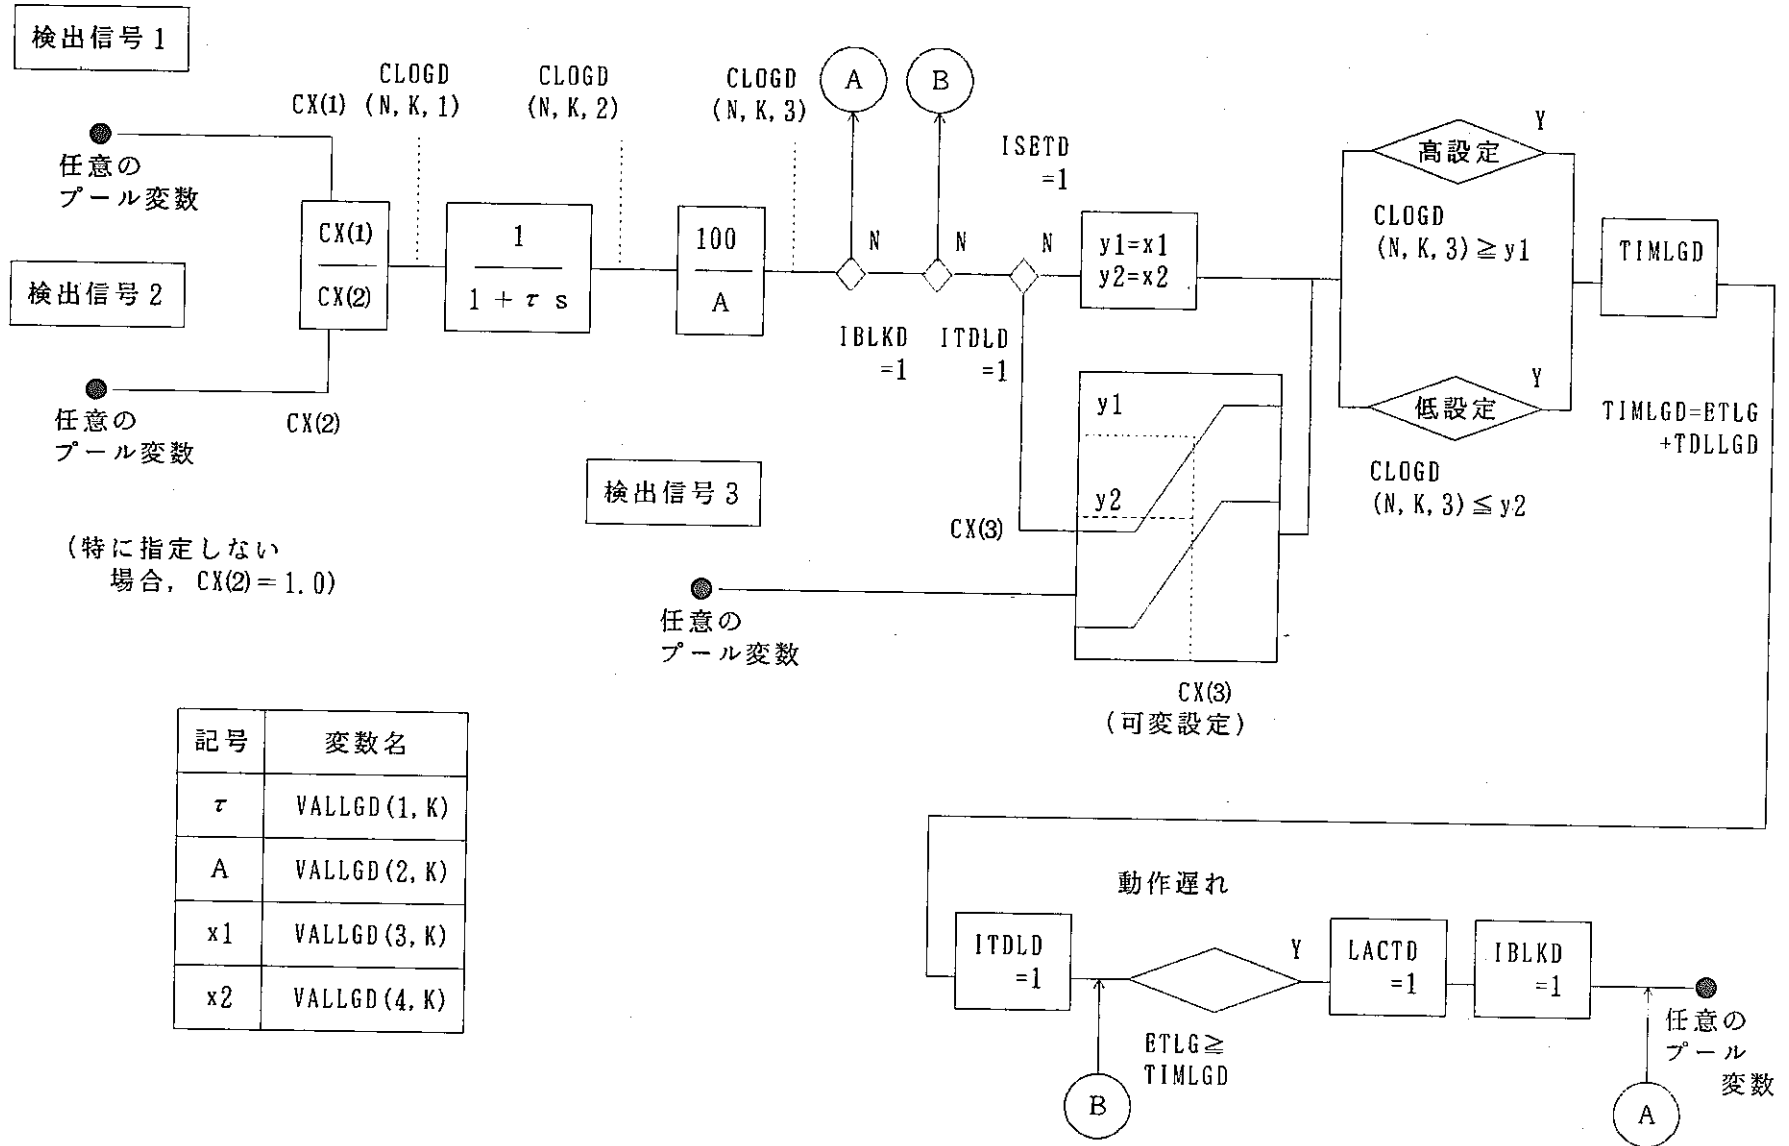 検出信号1
CX(1)
CLOGD
(N, K, 1)
CLOGD
(N, K, 2)
CLOGD
(N, K, 3)
A
B
任意の
プール変数
CX(1)
CX(2)
1
1 + τ s
100
A
N
N
N
ISETD
=1
y1=x1
y2=x2
高設定
Y
CLOGD
(N, K, 3) ≧ y1
TIMLGD
検出信号2
任意の
プール変数
CX(2)
IBLKD
=1
ITDLD
=1
y1
y2
低設定
Y
CLOGD
(N, K, 3) ≦ y2
TIMLGD=ETLG
+TDLLGD
検出信号3
CX(3)
(特に指定しない
場合, CX(2)=1.0)
任意の
プール変数
CX(3)
(可変設定)
記号 変数名
τ VALLGD(1, K)
A VALLGD(2, K)
x1 VALLGD(3, K)
x2 VALLGD(4, K)
動作遅れ
ITDLD
=1
Y
LACTD
=1
IBLKD
=1
ETLG≧
TIMLGD
B
任意の
プール
変数
A